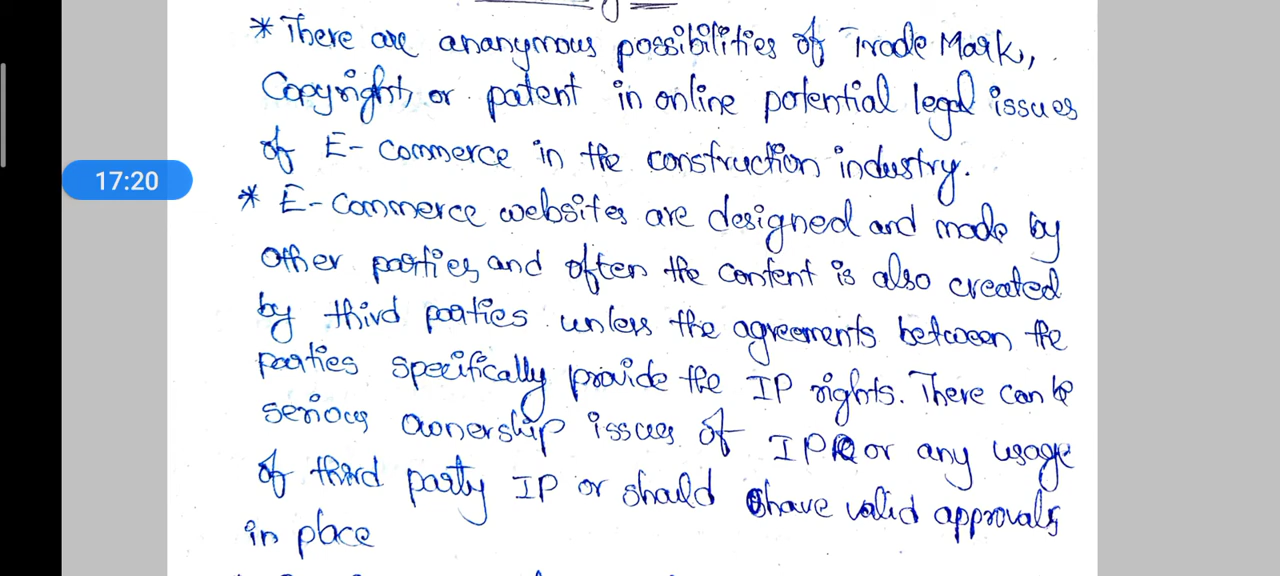 * There are ananymous possibilities of Trade Mark,
Copyright, or patent in online potential legal issues
of E-commerce in the construction industry.
17:20
* E-Commerce websites are designed and made by
other parties, and often the content is also created
by third parties unless the agreements between the
parties specifically provide the IP rights. There can be
serious ownership issues of IPR or any usage
of third party IP or should have valid approvals
in place